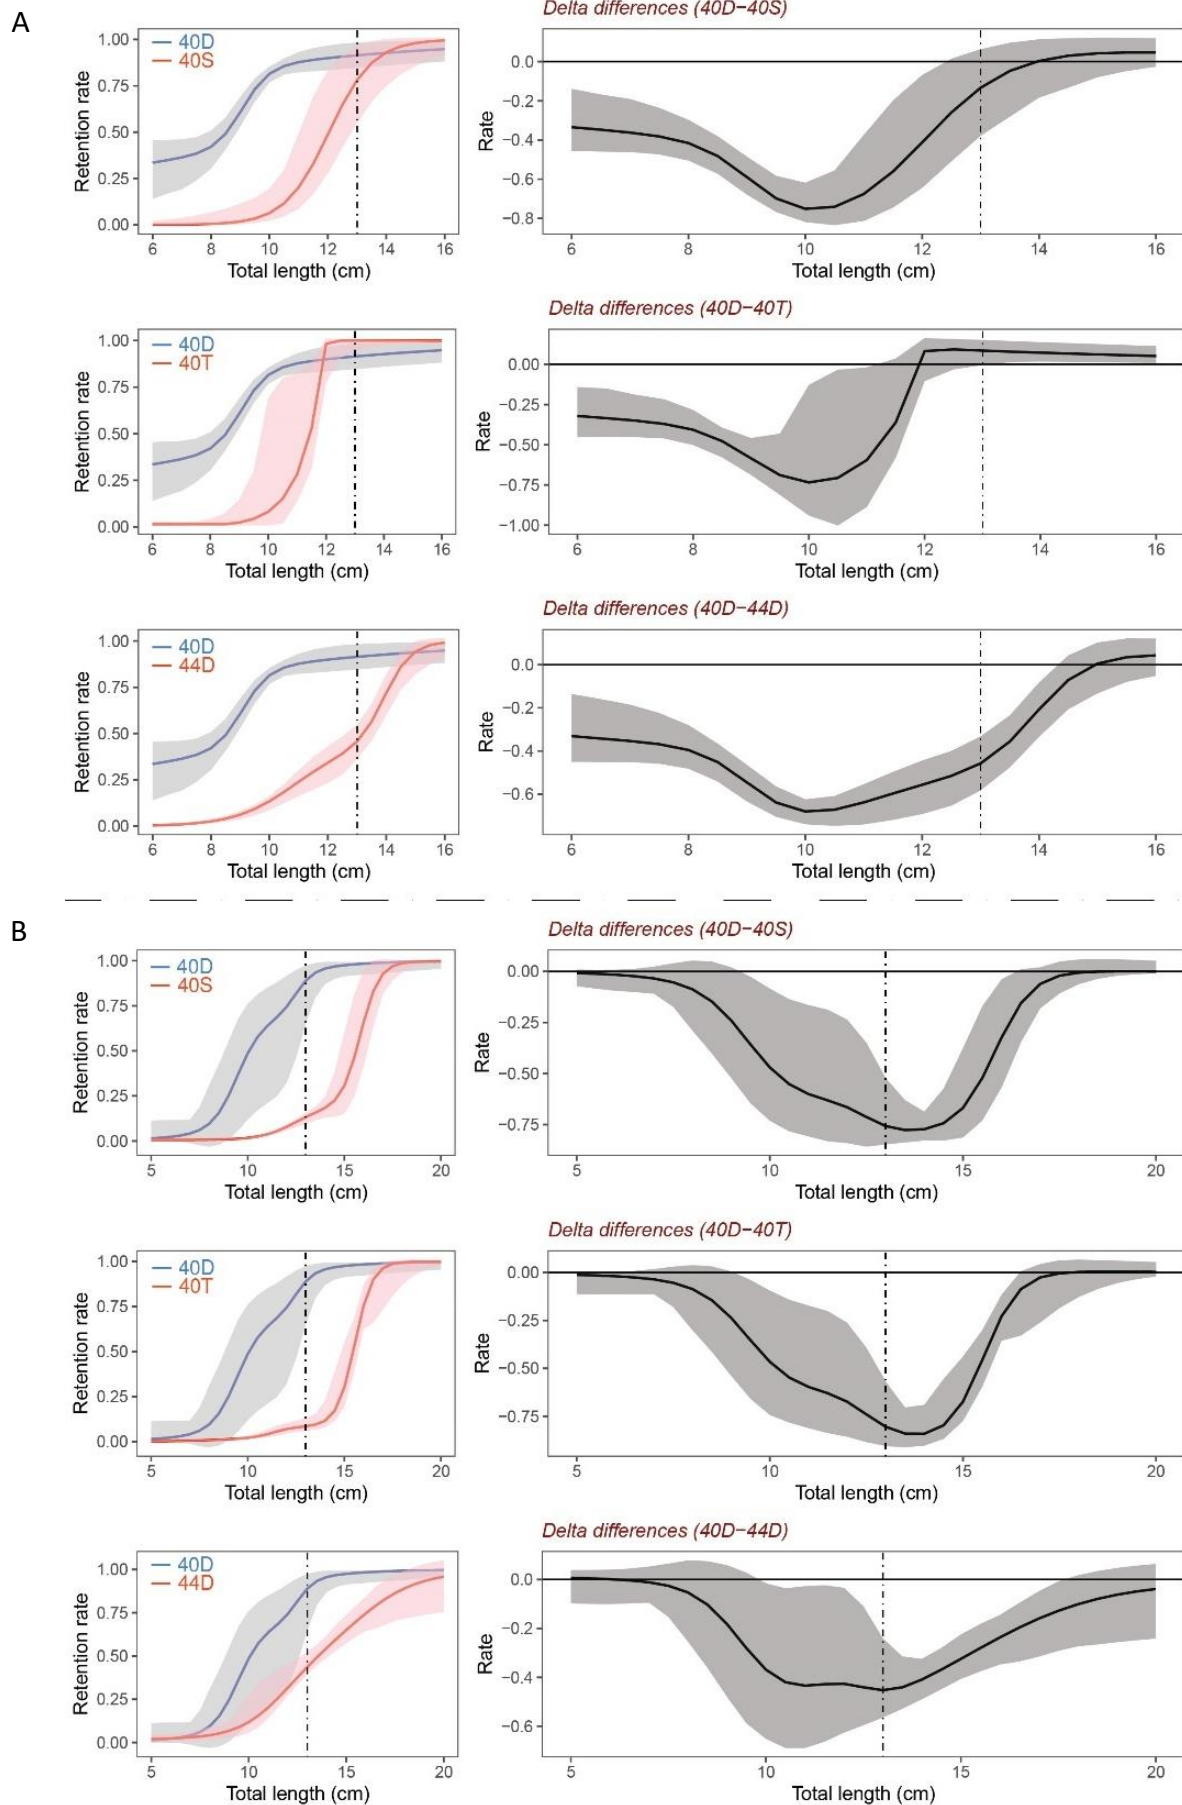 A
Delta differences (40D−40S)
40D
40S
Retention rate
1.00
0.75
0.50
0.25
0.00
6 8 10 12 14 16
Total length (cm)
Rate
0.0
−0.2
−0.4
−0.6
−0.8
6 8 10 12 14 16
Total length (cm)
Delta differences (40D−40T)
40D
40T
Retention rate
1.00
0.75
0.50
0.25
0.00
6 8 10 12 14 16
Total length (cm)
Rate
0.00
−0.25
−0.50
−0.75
−1.00
6 8 10 12 14 16
Total length (cm)
Delta differences (40D−44D)
40D
44D
Retention rate
1.00
0.75
0.50
0.25
0.00
6 8 10 12 14 16
Total length (cm)
Rate
0.0
−0.2
−0.4
−0.6
6 8 10 12 14 16
Total length (cm)
B
Delta differences (40D−40S)
40D
40S
Retention rate
1.00
0.75
0.50
0.25
0.00
5 10 15 20
Total length (cm)
Rate
0.00
−0.25
−0.50
−0.75
5 10 15 20
Total length (cm)
Delta differences (40D−40T)
40D
40T
Retention rate
1.00
0.75
0.50
0.25
0.00
5 10 15 20
Total length (cm)
Rate
0.00
−0.25
−0.50
−0.75
5 10 15 20
Total length (cm)
Delta differences (40D−44D)
40D
44D
Retention rate
1.00
0.75
0.50
0.25
0.00
5 10 15 20
Total length (cm)
Rate
0.0
−0.2
−0.4
−0.6
5 10 15 20
Total length (cm)